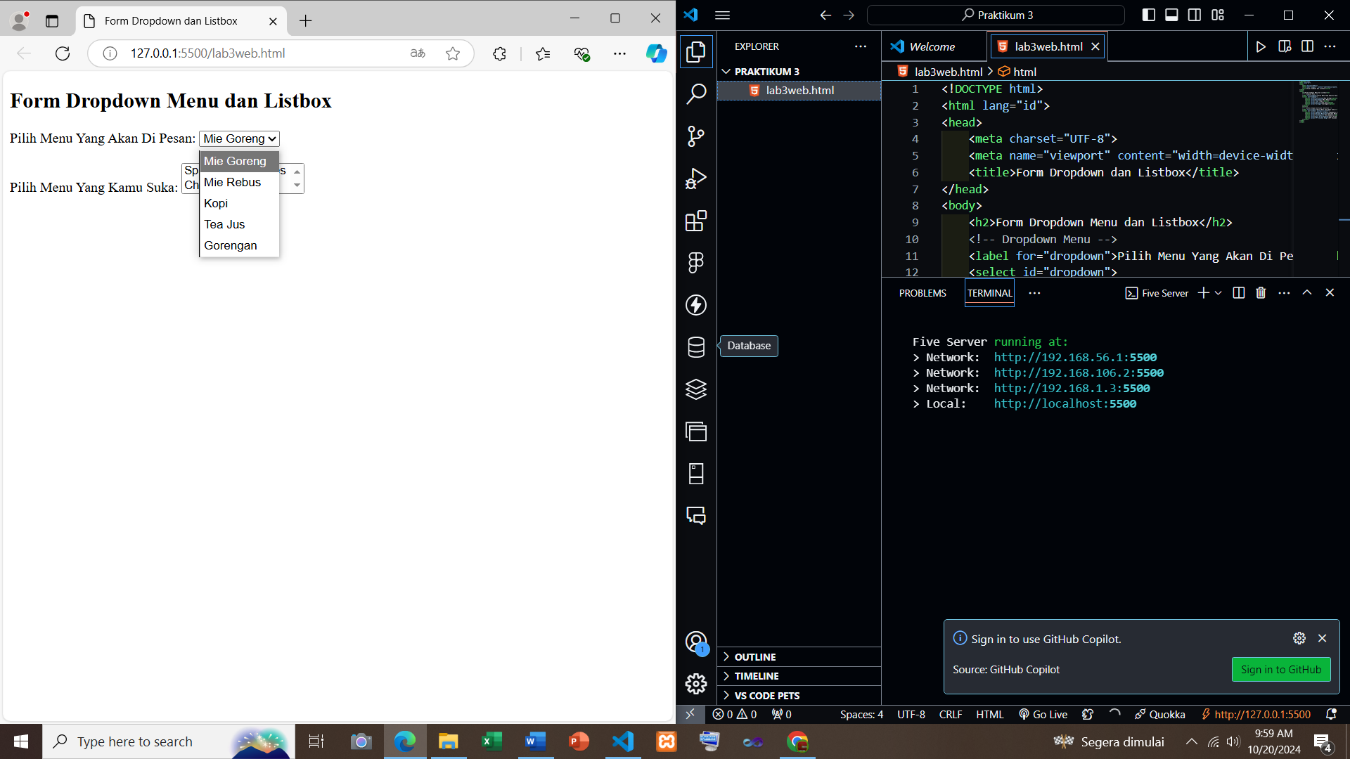 Form Dropdown dan Listbox
127.0.0.1:5500/lab3web.html
Form Dropdown Menu dan Listbox
Pilih Menu Yang Akan Di Pesan: Mie Goreng
Mie Goreng
Mie Rebus
Kopi
Tea Jus
Gorengan
Pilih Menu Yang Kamu Suka:
Praktikum 3
EXPLORER
PRAKTIKUM 3
lab3web.html
OUTLINE
TIMELINE
VS CODE PETS
Database
1
Welcome
lab3web.html
lab3web.html > html
1 <!DOCTYPE html>
2 <html lang="id">
3 <head>
4 <meta charset="UTF-8">
5 <meta name="viewport" content="width=device-widt
6 <title>Form Dropdown dan Listbox</title>
7 </head>
8 <body>
9 <h2>Form Dropdown Menu dan Listbox</h2>
10 <!-- Dropdown Menu -->
11 <label for="dropdown">Pilih Menu Yang Akan Di Pe
12 <select id="dropdown">
PROBLEMS TERMINAL Five Server
Five Server running at:
> Network: http://192.168.56.1:5500
> Network: http://192.168.106.2:5500
> Network: http://192.168.1.3:5500
> Local: http://localhost:5500
Sign in to use GitHub Copilot.
Source: GitHub Copilot
Sign in to GitHub
0 0 0 Spaces: 4 UTF-8 CRLF HTML Go Live Quokka http://127.0.0.1:5500
Type here to search
Segera dimulai
9:59 AM
10/20/2024
4